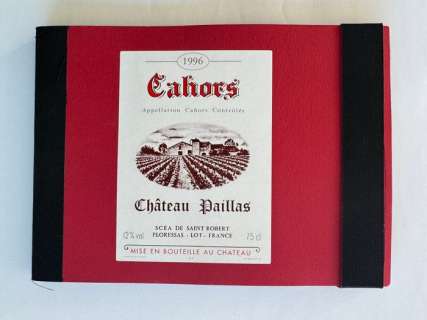 1996
Cahors
Appellation Cahors Contrôlée
Château Paillas
SCEA DE SAINT ROBERT
FLORESSAS - LOT - FRANCE
12% vol
75 cl
MISE EN BOUTEILLE AU CHATEAU